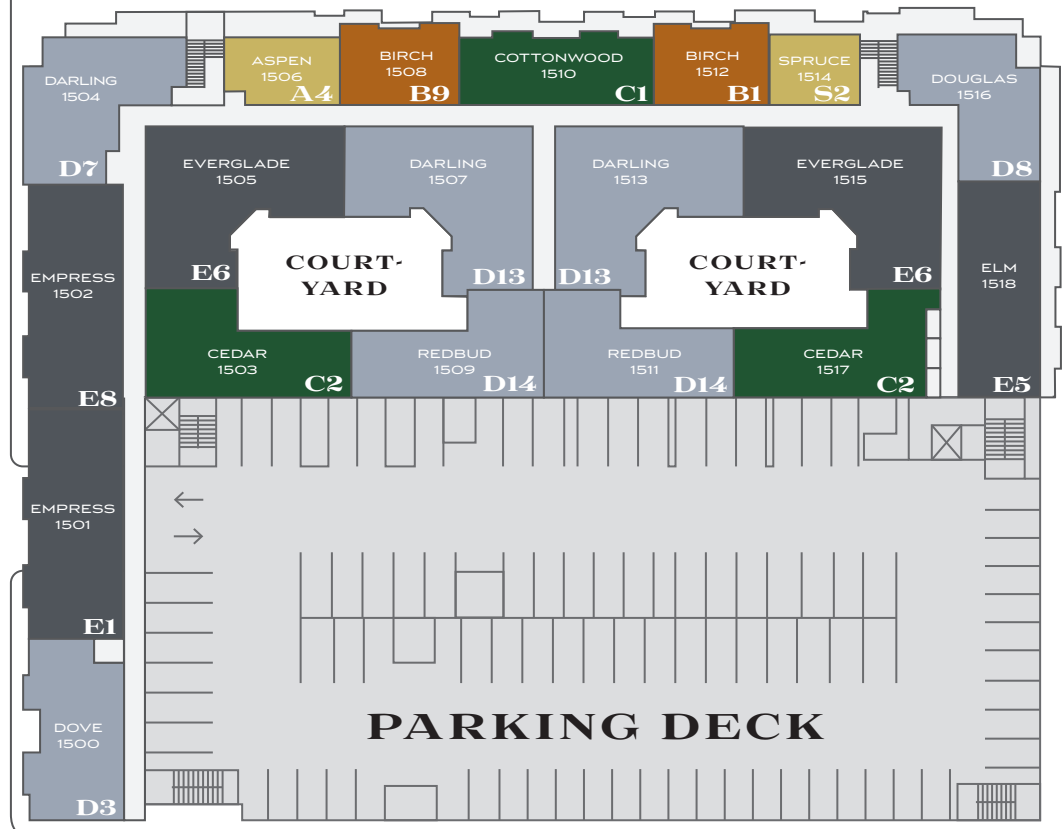 ASPEN
1506
A4
BIRCH
1508
B9
COTTONWOOD
1510
C1
BIRCH
1512
B1
SPRUCE
1514
S2
DARLING
1504
D7
DOUGLAS
1516
D8
EVERGLADE
1505
E6
DARLING
1507
D13
DARLING
1513
D13
EVERGLADE
1515
E6
COURT-
YARD
COURT-
YARD
EMPRESS
1502
E8
ELM
1518
E5
CEDAR
1503
C2
REDBUD
1509
D14
REDBUD
1511
D14
CEDAR
1517
C2
EMPRESS
1501
E1
DOVE
1500
D3
PARKING DECK